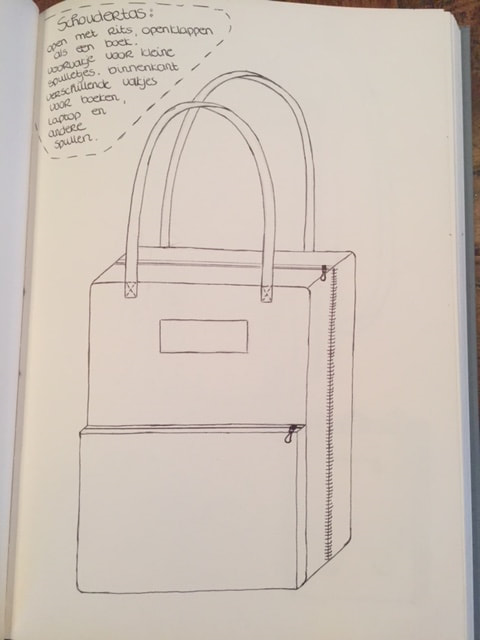 Schoudertas:
open met rits, openklappen
als een boek.
voorvakje voor kleine
spulletjes. binnenkant
verschillende vakjes
voor boeken,
laptop en
andere
spullen.